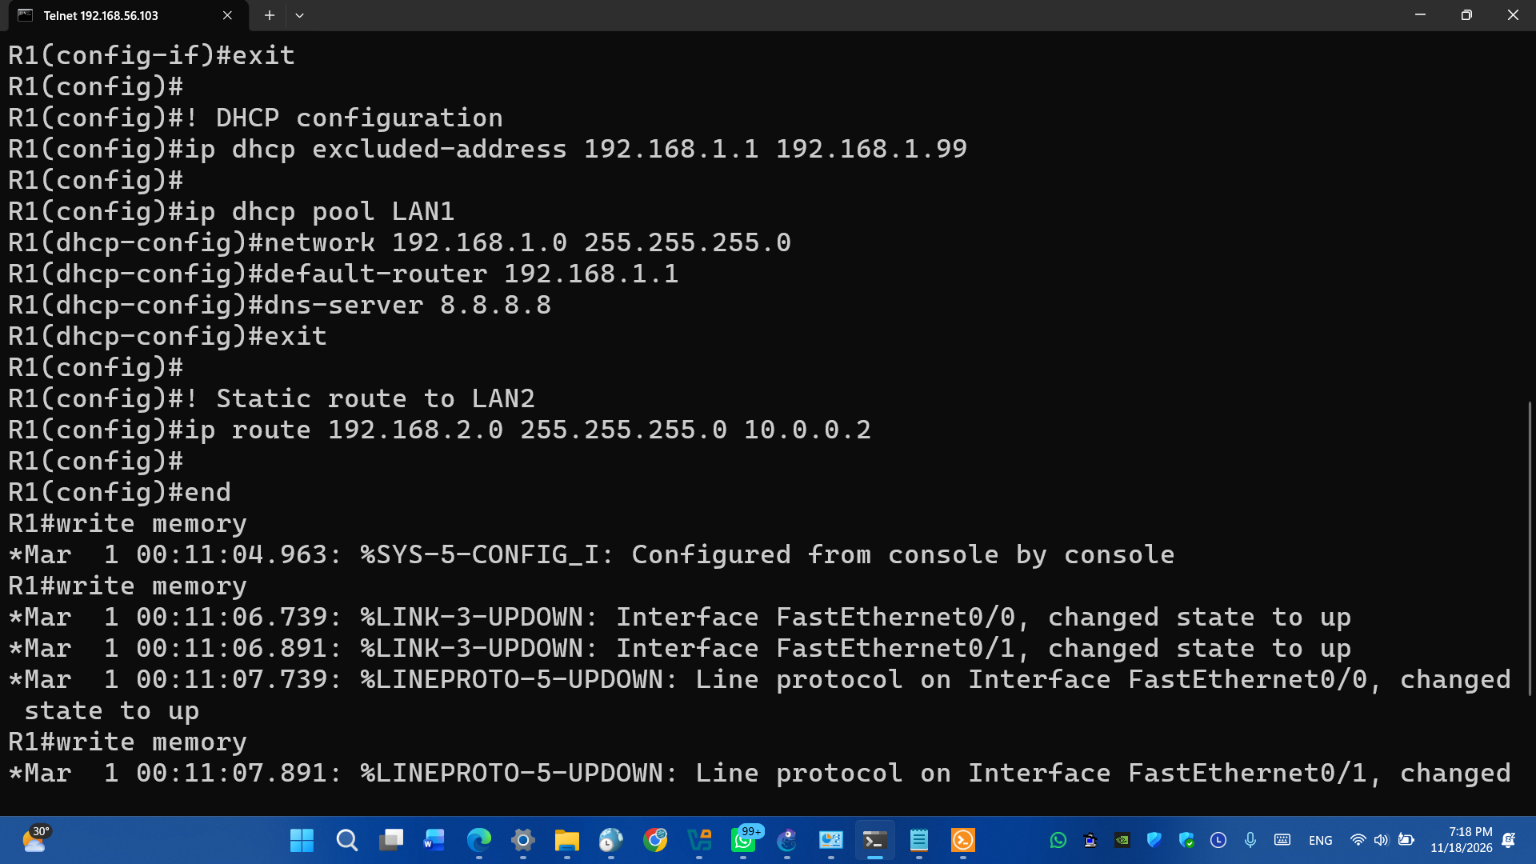 Telnet 192.168.56.103
R1(config-if)#exit
R1(config)#
R1(config)#! DHCP configuration
R1(config)#ip dhcp excluded-address 192.168.1.1 192.168.1.99
R1(config)#
R1(config)#ip dhcp pool LAN1
R1(dhcp-config)#network 192.168.1.0 255.255.255.0
R1(dhcp-config)#default-router 192.168.1.1
R1(dhcp-config)#dns-server 8.8.8.8
R1(dhcp-config)#exit
R1(config)#
R1(config)#! Static route to LAN2
R1(config)#ip route 192.168.2.0 255.255.255.0 10.0.0.2
R1(config)#
R1(config)#end
R1#write memory
*Mar  1 00:11:04.963: %SYS-5-CONFIG_I: Configured from console by console
R1#write memory
*Mar  1 00:11:06.739: %LINK-3-UPDOWN: Interface FastEthernet0/0, changed state to up
*Mar  1 00:11:06.891: %LINK-3-UPDOWN: Interface FastEthernet0/1, changed state to up
*Mar  1 00:11:07.739: %LINEPROTO-5-UPDOWN: Line protocol on Interface FastEthernet0/0, changed
 state to up
R1#write memory
*Mar  1 00:11:07.891: %LINEPROTO-5-UPDOWN: Line protocol on Interface FastEthernet0/1, changed
30°
99+
ENG
7:18 PM
11/18/2026